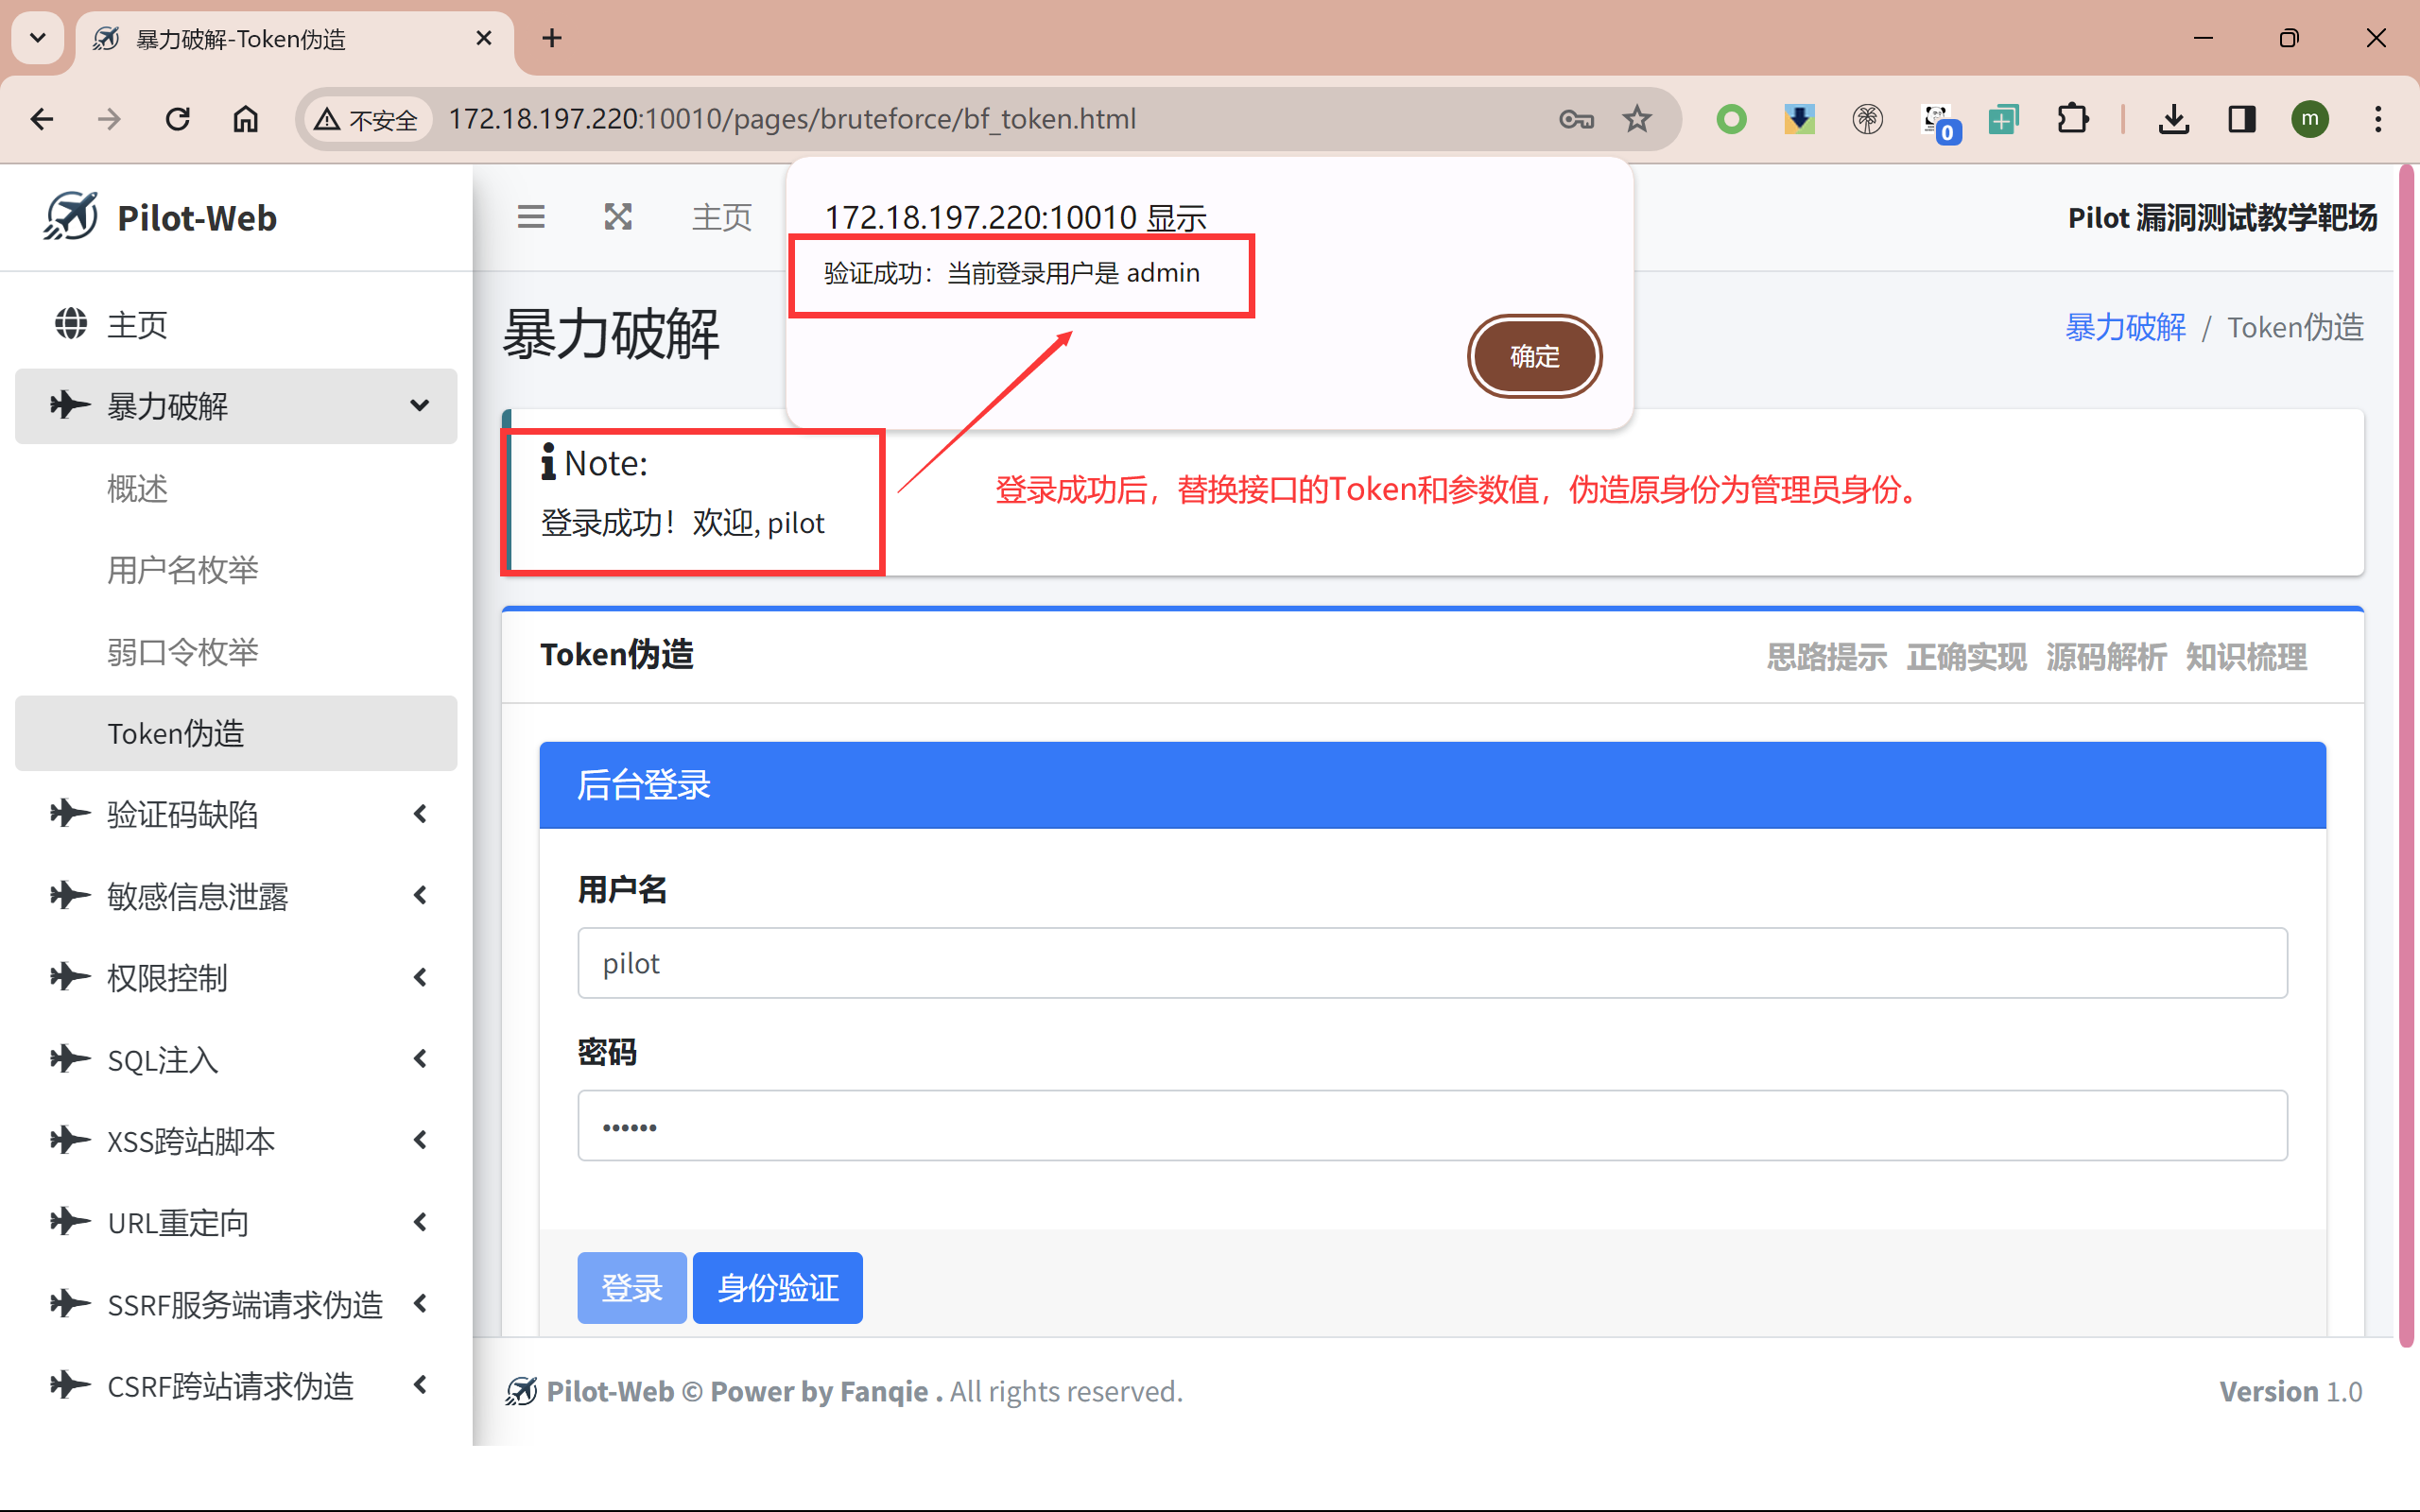 暴力破解-Token伪造
不安全
172.18.197.220:10010/pages/bruteforce/bf_token.html
0
m
Pilot-Web
主页
Pilot 漏洞测试教学靶场
172.18.197.220:10010 显示
验证成功：当前登录用户是 admin
确定
主页
暴力破解
概述
用户名枚举
弱口令枚举
Token伪造
验证码缺陷
敏感信息泄露
权限控制
SQL注入
XSS跨站脚本
URL重定向
SSRF服务端请求伪造
CSRF跨站请求伪造
暴力破解
暴力破解 / Token伪造
Note:
登录成功！欢迎, pilot
登录成功后，替换接口的Token和参数值，伪造原身份为管理员身份。
Token伪造
思路提示 正确实现 源码解析 知识梳理
后台登录
用户名
pilot
密码
••••••
登录
身份验证
Pilot-Web © Power by Fanqie . All rights reserved.
Version 1.0